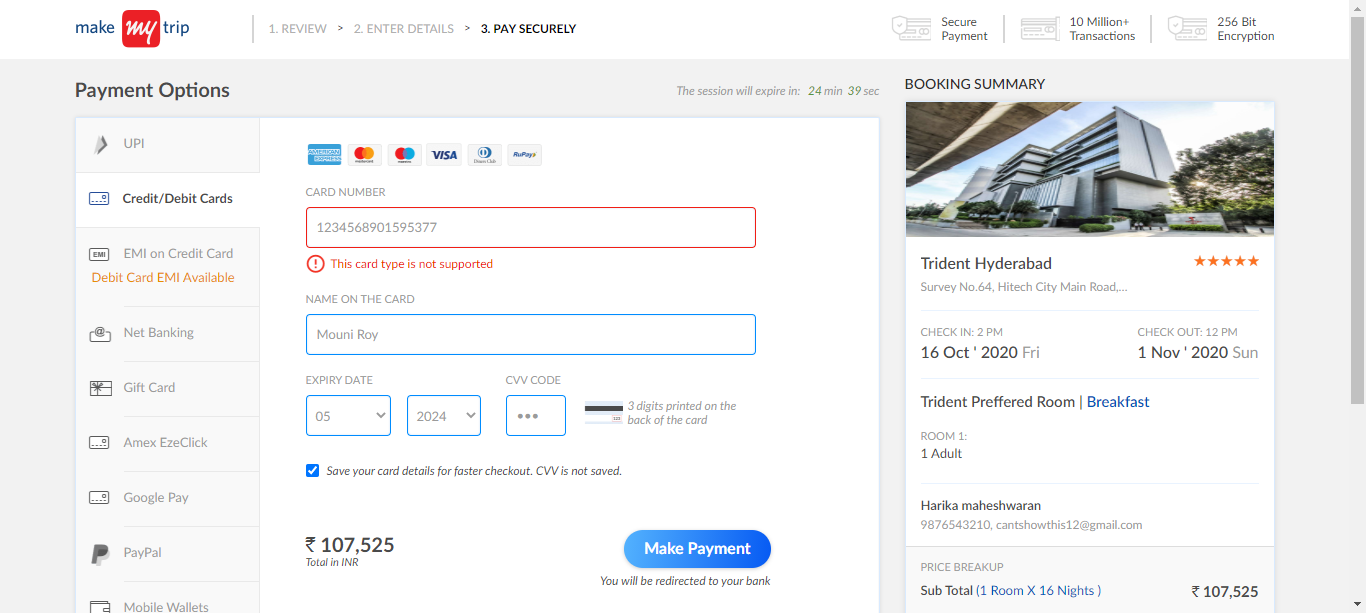 make my trip
1. REVIEW > 2. ENTER DETAILS > 3. PAY SECURELY
Secure
Payment
10 Million+
Transactions
256 Bit
Encryption
Payment Options
The session will expire in: 24 min 39 sec
UPI
Credit/Debit Cards
EMI
EMI on Credit Card
Debit Card EMI Available
Net Banking
Gift Card
Amex EzeClick
Google Pay
PayPal
Mobile Wallets
AMERICAN EXPRESS
VISA
Diners Club
RuPay
CARD NUMBER
1234568901595377
This card type is not supported
NAME ON THE CARD
Mouni Roy
EXPIRY DATE
CVV CODE
05
2024
•••
3 digits printed on the
back of the card
Save your card details for faster checkout. CVV is not saved.
₹ 107,525
Total in INR
Make Payment
You will be redirected to your bank
BOOKING SUMMARY
Trident Hyderabad
Survey No.64, Hitech City Main Road,...
CHECK IN: 2 PM
CHECK OUT: 12 PM
16 Oct ' 2020 Fri
1 Nov ' 2020 Sun
Trident Preffered Room | Breakfast
ROOM 1:
1 Adult
Harika maheshwaran
9876543210, cantshowthis12@gmail.com
PRICE BREAKUP
Sub Total (1 Room X 16 Nights )
₹ 107,525